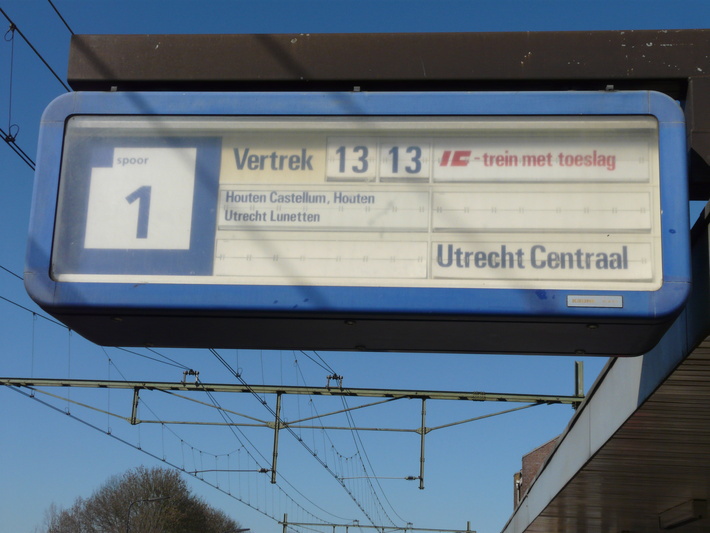 spoor
1
Vertrek 13 13 IC - trein met toeslag
Houten Castellum, Houten
Utrecht Lunetten
Utrecht Centraal